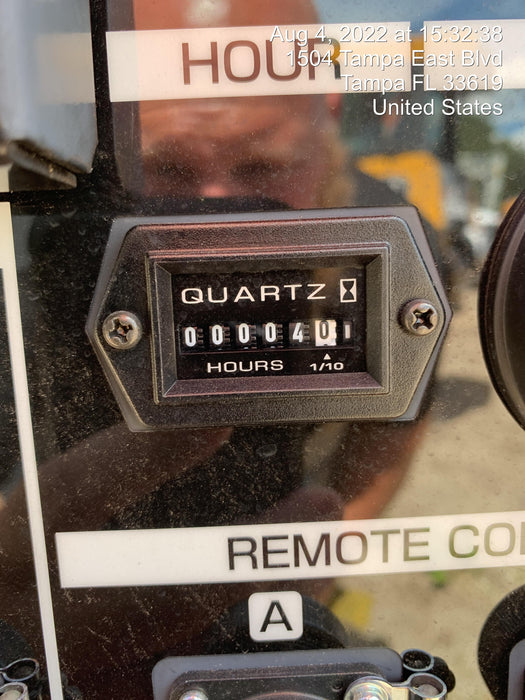 Aug 4, 2022 at 15:32:38
HOUR
1504 Tampa East Blvd
Tampa FL 33619
United States
QUARTZ
0000401
HOURS 1/10
REMOTE CO
A